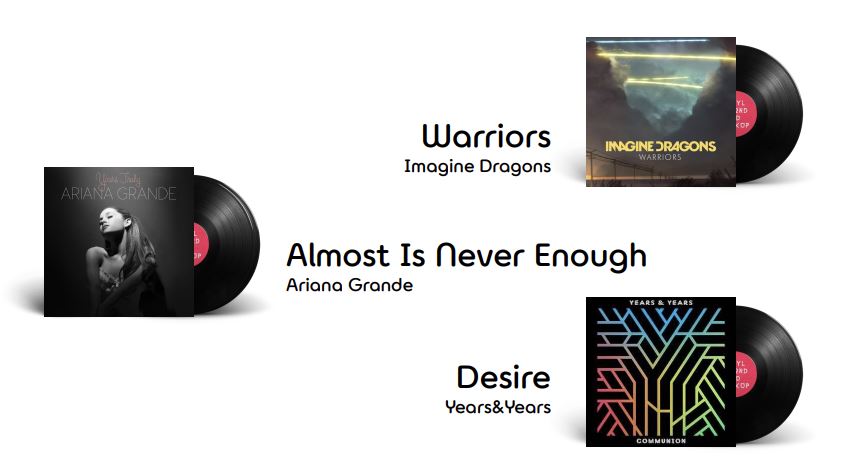 IMAGINE DRAGONS
WARRIORS
Warriors
Imagine Dragons
Yours Truly
ARIANA GRANDE
Almost Is Never Enough
Ariana Grande
YEARS & YEARS
Desire
Years&Years
COMMUNION